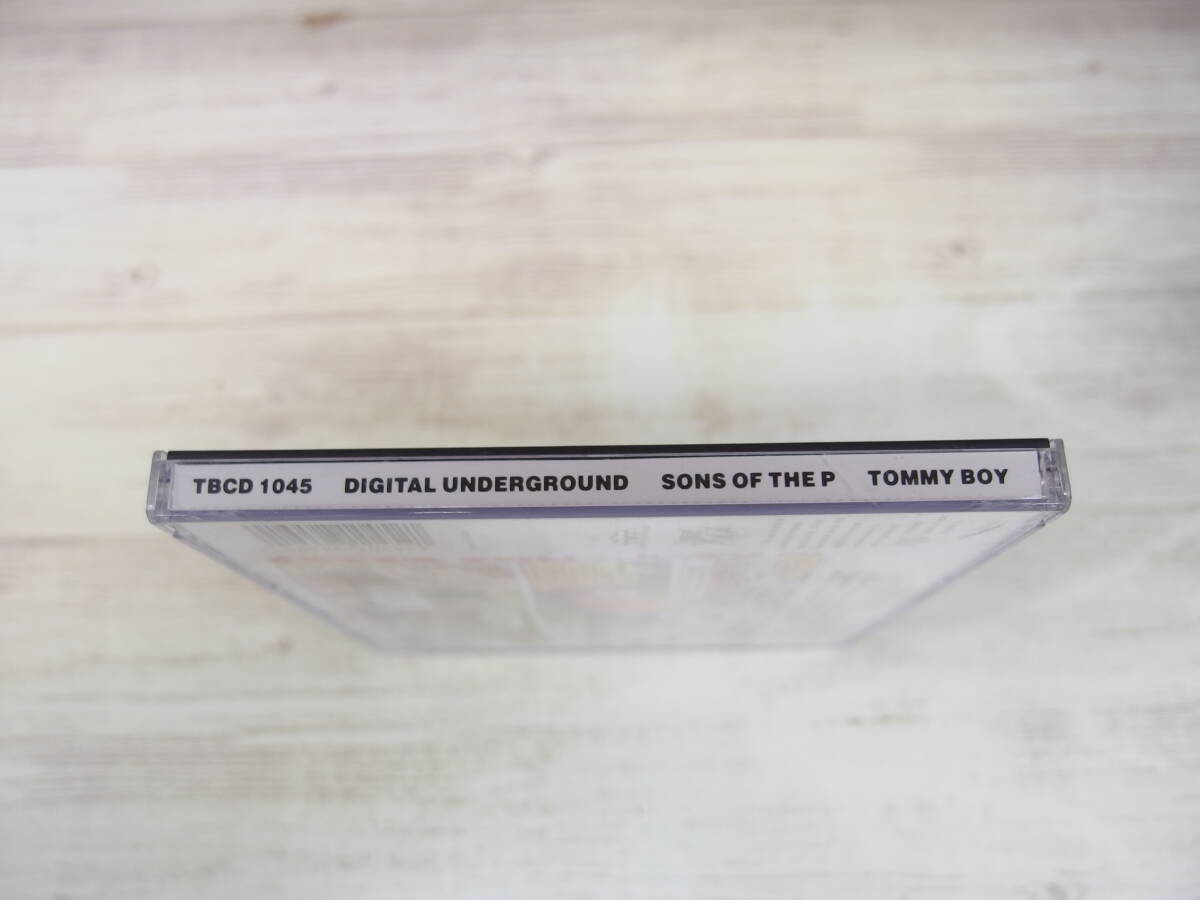 TBCD 1045 DIGITAL UNDERGROUND SONS OF THE P TOMMY BOY